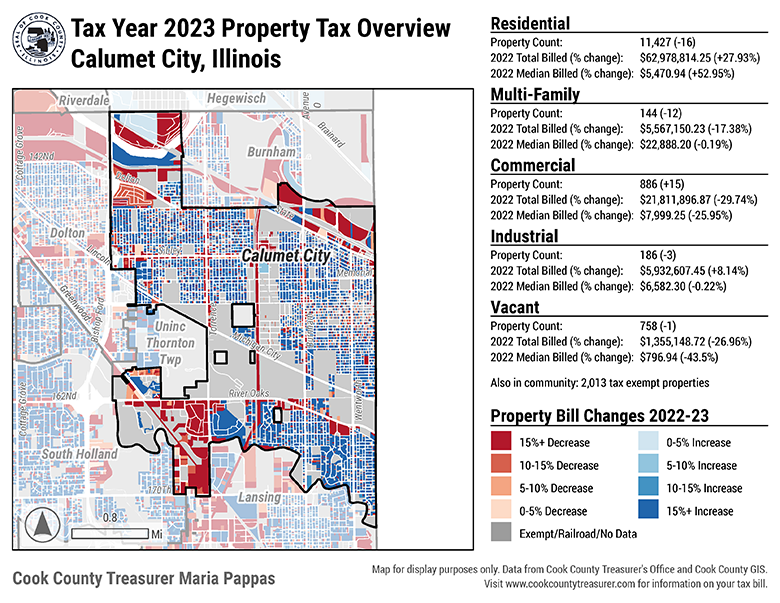 SEAL OF COOK COUNTY
ILLINOIS
Tax Year 2023 Property Tax Overview
Calumet City, Illinois
Riverdale
Hegewisch
Avenue O
Brainard
Cottage Grove
142Nd
Burnham
Dolton
State
Dolton
Lincoln
Sibley
Calumet City
Memorial
Greenwood
Bishop Ford
Uninc
Thornton
Twp
Torrence
Michigan City
Wentworth
162Nd
Cottage Grove
River Oaks
South Holland
170Th
Lansing
0.8
Mi
Residential
Property Count: 11,427 (-16)
2022 Total Billed (% change): $62,978,814.25 (+27.93%)
2022 Median Billed (% change): $5,470.94 (+52.95%)
Multi-Family
Property Count: 144 (-12)
2022 Total Billed (% change): $5,567,150.23 (-17.38%)
2022 Median Billed (% change): $22,888.20 (-0.19%)
Commercial
Property Count: 886 (+15)
2022 Total Billed (% change): $21,811,896.87 (-29.74%)
2022 Median Billed (% change): $7,999.25 (-25.95%)
Industrial
Property Count: 186 (-3)
2022 Total Billed (% change): $5,932,607.45 (+8.14%)
2022 Median Billed (% change): $6,582.30 (-0.22%)
Vacant
Property Count: 758 (-1)
2022 Total Billed (% change): $1,355,148.72 (-26.96%)
2022 Median Billed (% change): $796.94 (-43.5%)
Also in community: 2,013 tax exempt properties
Property Bill Changes 2022-23
15%+ Decrease
10-15% Decrease
5-10% Decrease
0-5% Decrease
Exempt/Railroad/No Data
0-5% Increase
5-10% Increase
10-15% Increase
15%+ Increase
Cook County Treasurer Maria Pappas
Map for display purposes only. Data from Cook County Treasurer's Office and Cook County GIS.
Visit www.cookcountytreasurer.com for information on your tax bill.